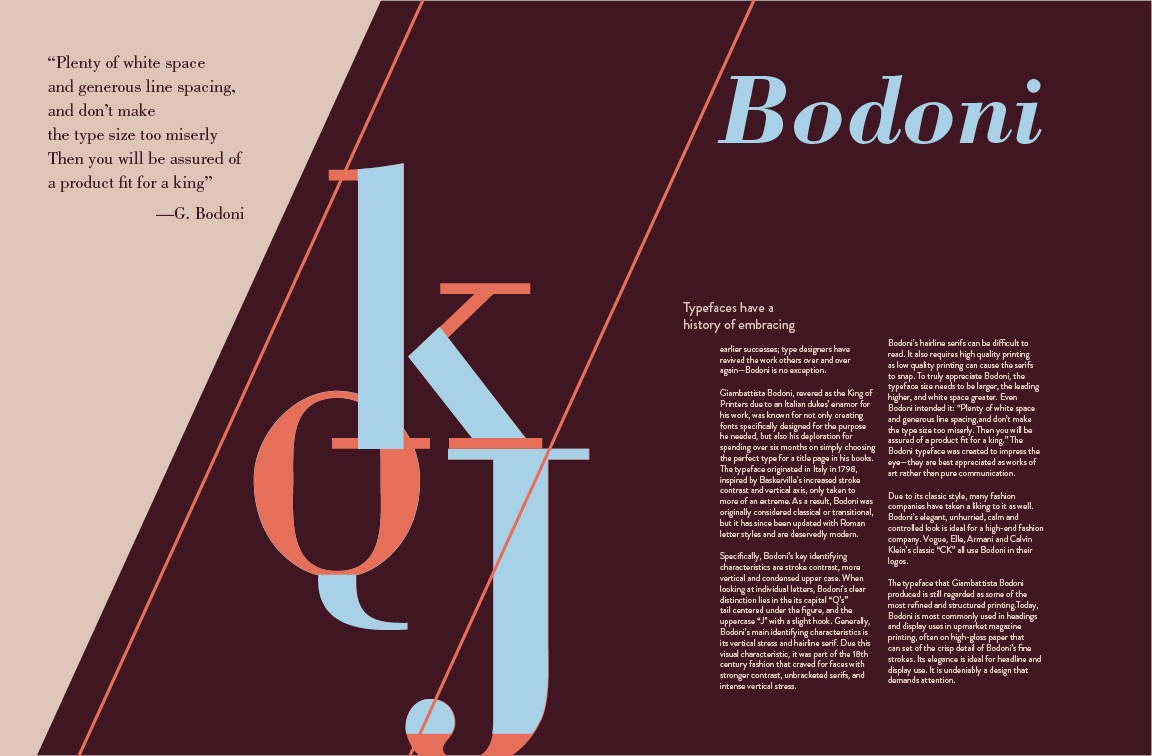 “Plenty of white space
and generous line spacing,
and don’t make
the type size too miserly
Then you will be assured of
a product fit for a king”
—G. Bodoni
Bodoni
k
Q
J
Typefaces have a
history of embracing
earlier successes; type designers have
revived the work others over and over
again—Bodoni is no exception.
Giambattista Bodoni, revered as the King of
Printers due to an Italian dukes’ enamor for
his work, was known for not only creating
fonts specifically designed for the purpose
he needed, but also his deploration for
spending over six months on simply choosing
the perfect type for a title page in his books.
The typeface originated in Italy in 1798,
inspired by Baskerville’s increased stroke
contrast and vertical axis, only taken to
more of an extreme. As a result, Bodoni was
originally considered classical or transitional,
but it has since been updated with Roman
letter styles and are deservedly modern.
Specifically, Bodoni’s key identifying
characteristics are stroke contrast, more
vertical and condensed upper case. When
looking at individual letters, Bodoni’s clear
distinction lies in the its capital “Q’s”
tail centered under the figure, and the
uppercase “J” with a slight hook. Generally,
Bodoni’s main identifying characteristics is
its vertical stress and hairline serif. Due this
visual characteristic, it was part of the 18th
century fashion that craved for faces with
stronger contrast, unbracketed serifs, and
intense vertical stress.
Bodoni’s hairline serifs can be difficult to
read. It also requires high quality printing
as low quality printing can cause the serifs
to snap. To truly appreciate Bodoni, the
typeface size needs to be larger, the leading
higher, and white space greater. Even
Bodoni intended it: “Plenty of white space
and generous line spacing,and don’t make
the type size too miserly. Then you will be
assured of a product fit for a king.” The
Bodoni typeface was created to impress the
eye—they are best appreciated as works of
art rather than pure communication.
Due to its classic style, many fashion
companies have taken a liking to it as well.
Bodoni’s elegant, unhurried, calm and
controlled look is ideal for a high-end fashion
company. Vogue, Elle, Armani and Calvin
Klein’s classic “CK” all use Bodoni in their
logos.
The typeface that Giambattista Bodoni
produced is still regarded as some of the
most refined and structured printing.Today,
Bodoni is most commonly used in headings
and display uses in upmarket magazine
printing, often on high-gloss paper that
can set of the crisp detail of Bodoni’s fine
strokes. Its elegance is ideal for headline and
display use. It is undeniably a design that
demands attention.